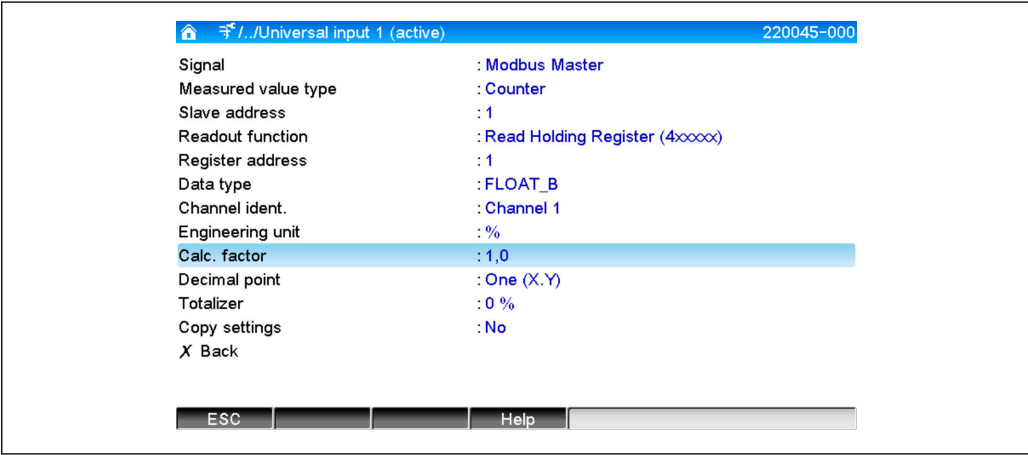 /../Universal input 1 (active) 220045-000
Signal : Modbus Master
Measured value type : Counter
Slave address : 1
Readout function : Read Holding Register (4xxxxx)
Register address : 1
Data type : FLOAT_B
Channel ident. : Channel 1
Engineering unit : %
Calc. factor : 1,0
Decimal point : One (X.Y)
Totalizer : 0 %
Copy settings : No
X Back
ESC Help